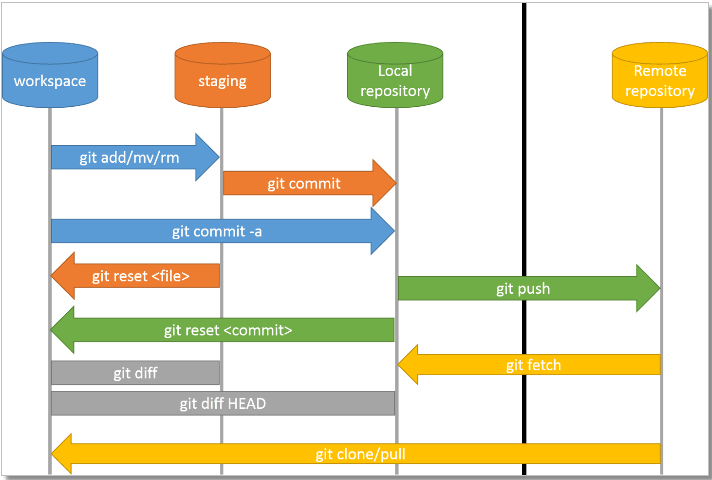 workspace
staging
Local
repository
Remote
repository
git add/mv/rm
git commit
git commit -a
git reset <file>
git push
git reset <commit>
git fetch
git diff
git diff HEAD
git clone/pull